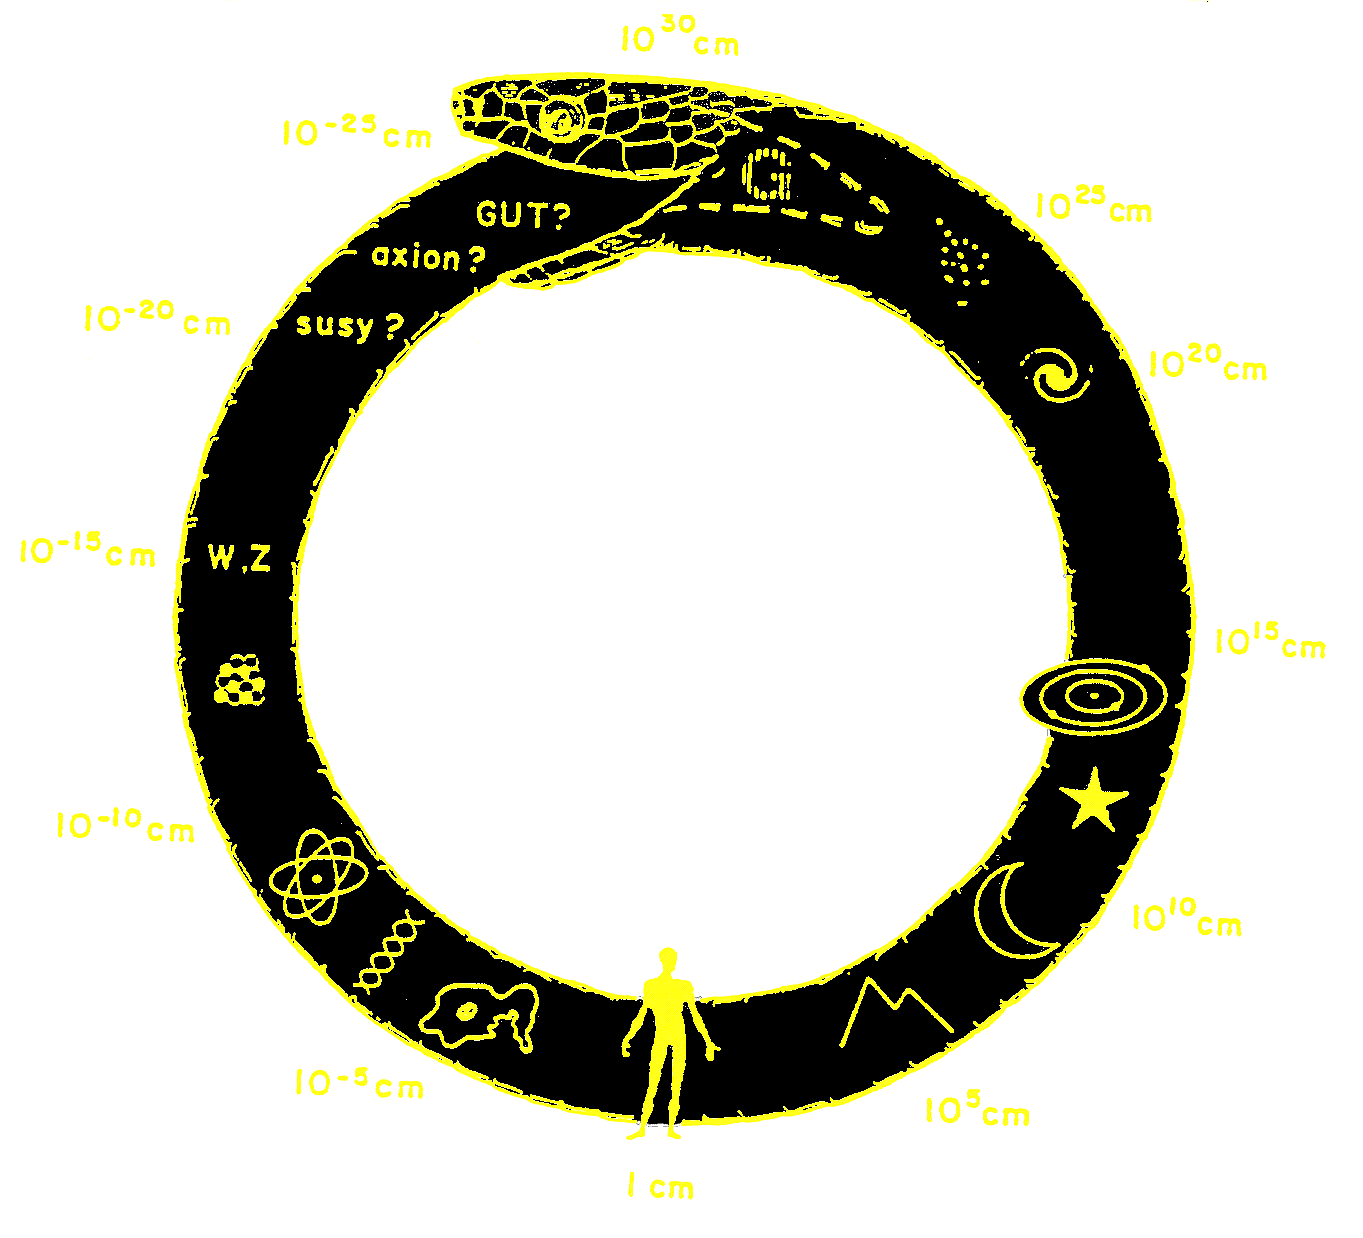 10³⁰cm
10⁻²⁵cm
G
10²⁵cm
GUT?
axion?
10⁻²⁰cm
susy?
10²⁰cm
10⁻¹⁵cm
W,Z
10¹⁵cm
10⁻¹⁰cm
10¹⁰cm
10⁻⁵cm
10⁵cm
1 cm